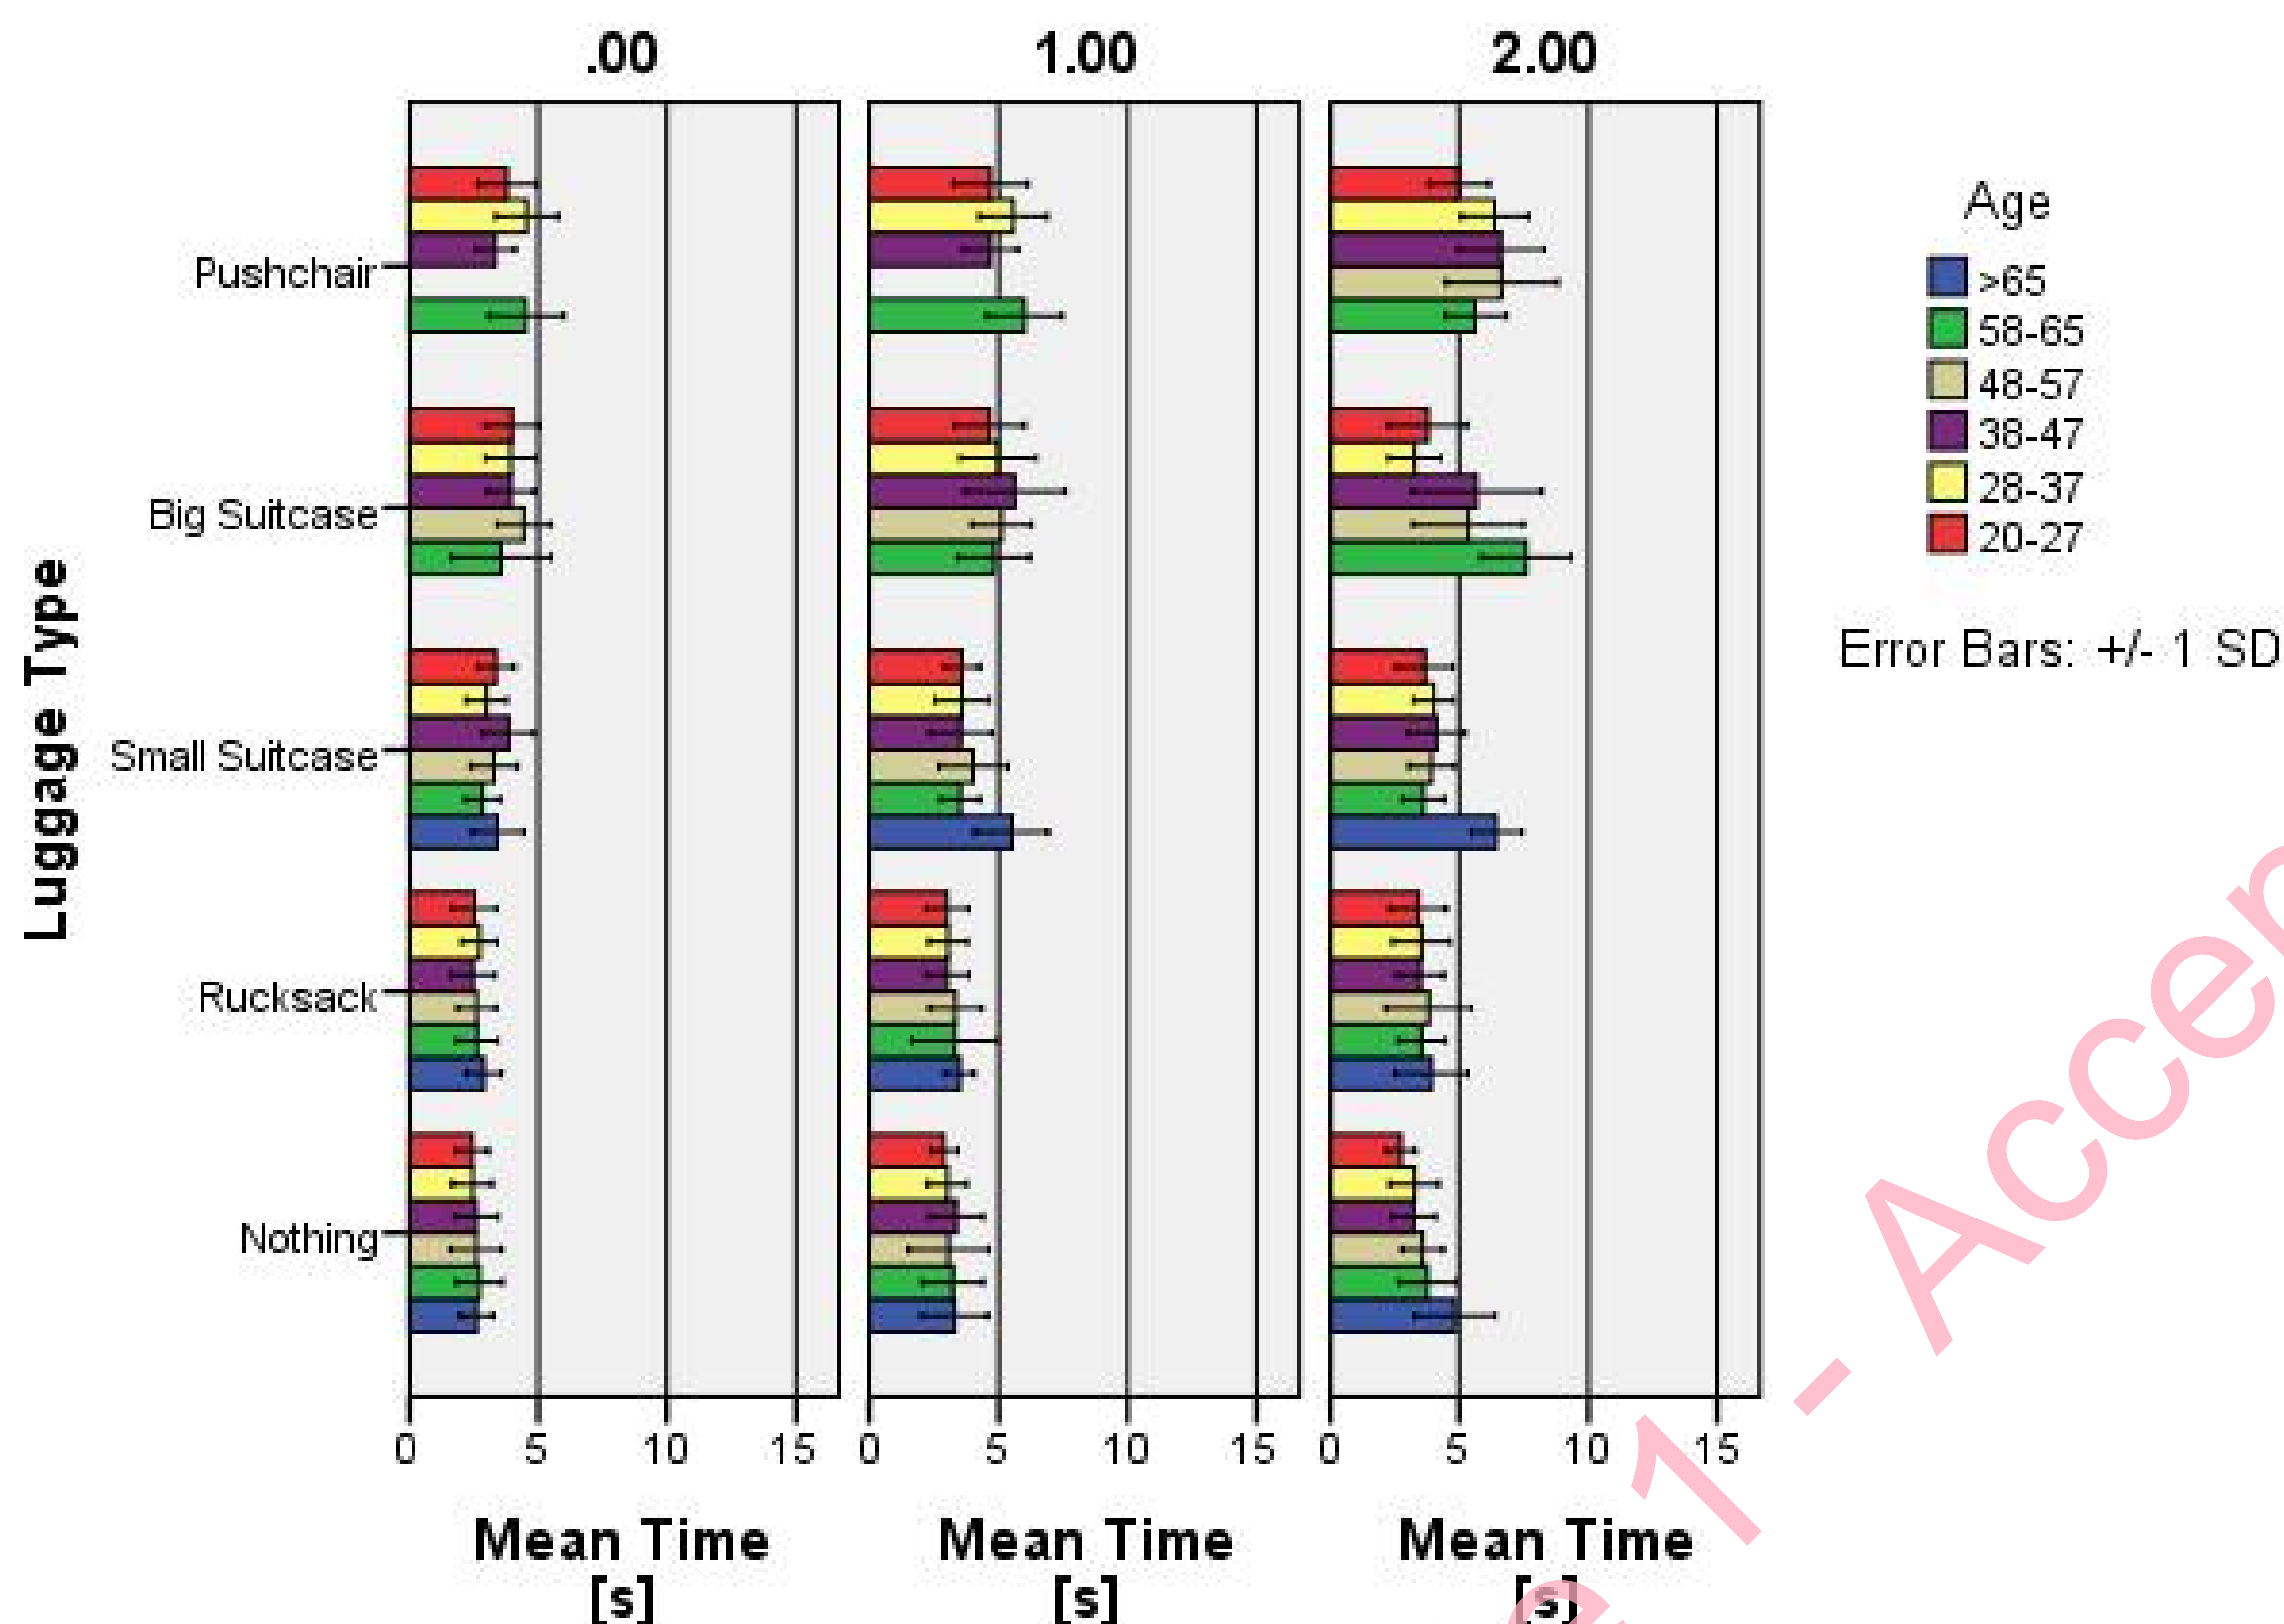 .00 1.00 2.00
Age
>65
58-65
48-57
38-47
28-37
20-27
Error Bars: +/- 1 SD
Luggage Type
Pushchair
Big Suitcase
Small Suitcase
Rucksack
Nothing
0 5 10 15 0 5 10 15 0 5 10 15
Mean Time Mean Time Mean Time
[s] [s] [s]
1 -